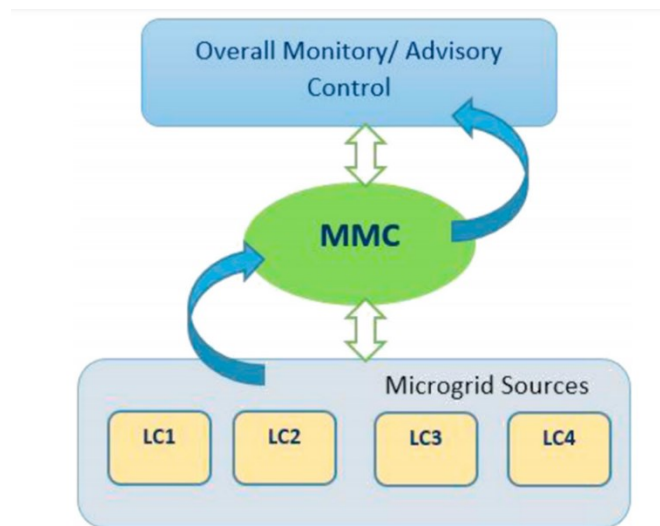 Overall Monitory/ Advisory
Control
MMC
Microgrid Sources
LC1
LC2
LC3
LC4